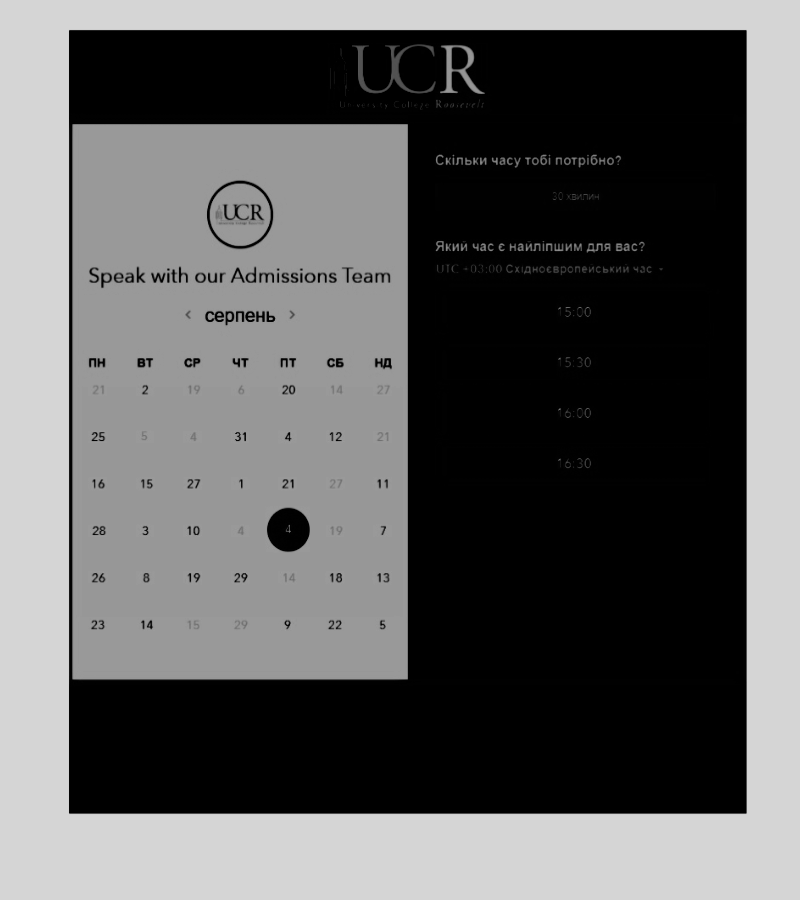 UCR
University College Roosevelt
UCR
Speak with our Admissions Team
‹ серпень ›
ПН ВТ СР ЧТ ПТ СБ НД
21 2 19 6 20 14 27
25 5 4 31 4 12 21
16 15 27 1 21 27 11
28 3 10 4 4 19 7
26 8 19 29 14 18 13
23 14 15 29 9 22 5
Скільки часу тобі потрібно?
30 хвилин
Який час є найліпшим для вас?
UTC +03:00 Східноєвропейський час
15:00
15:30
16:00
16:30